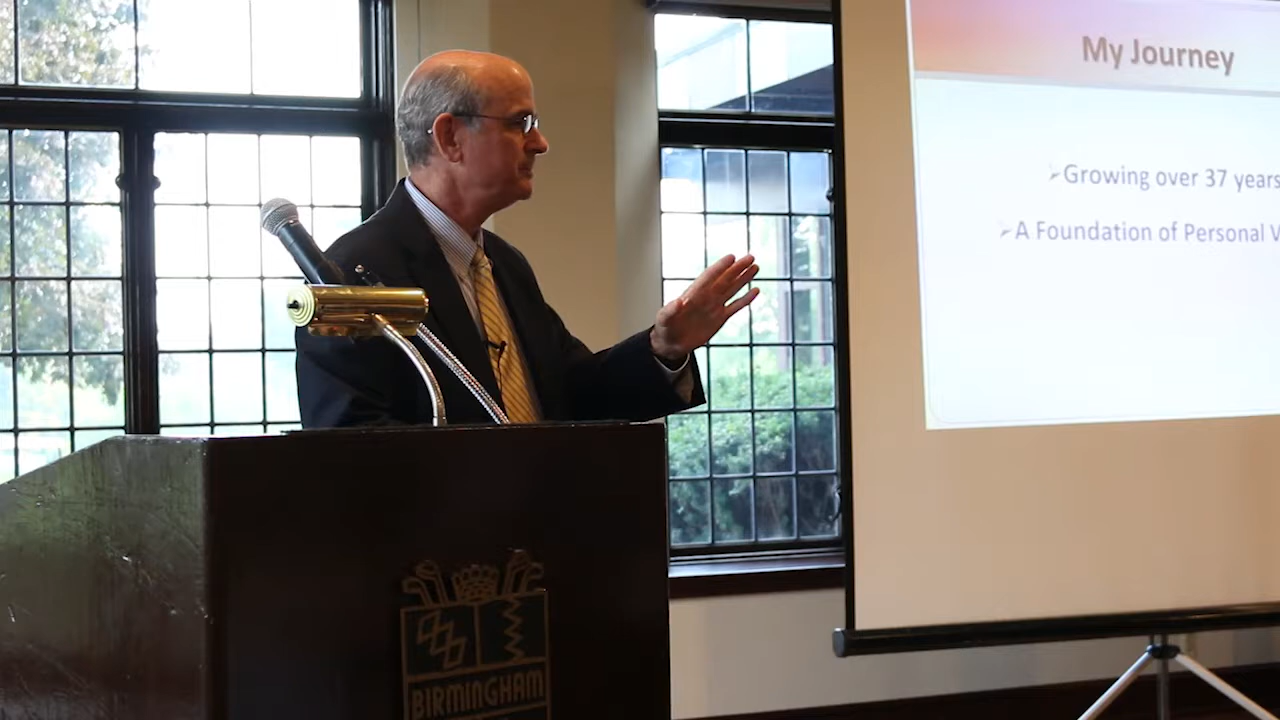 My Journey
➢Growing over 37 years
➢A Foundation of Personal
BIRMINGHAM